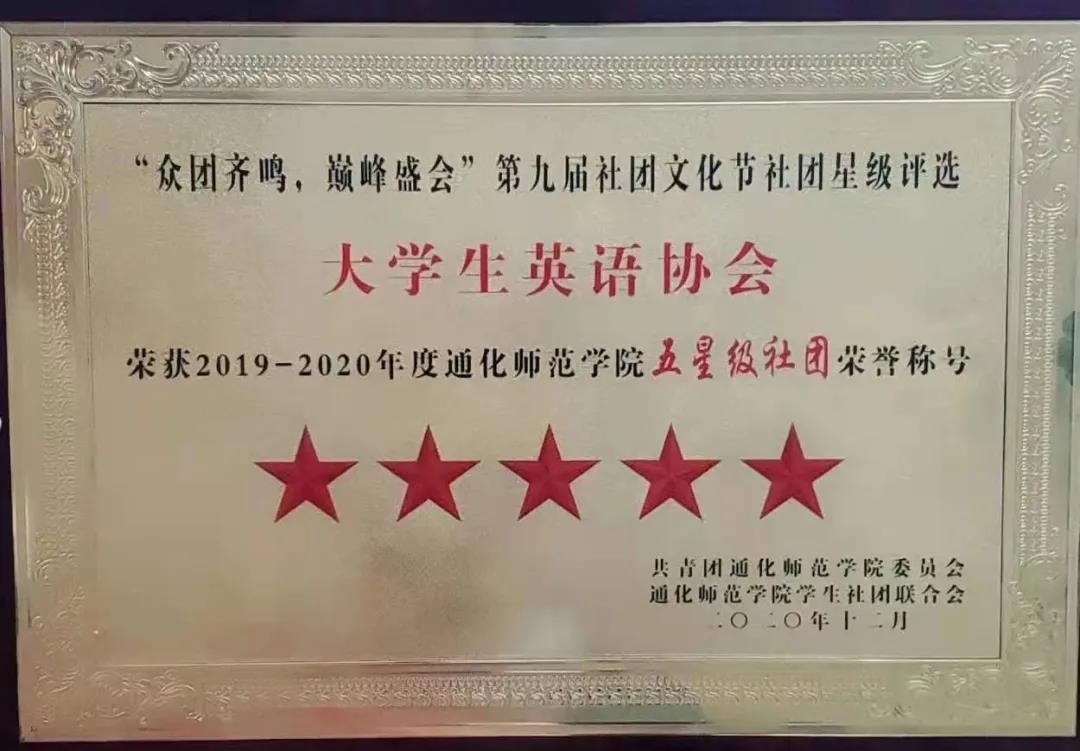 “众团齐鸣，巅峰盛会”第九届社团文化节社团星级评选
大学生英语协会
荣获2019-2020年度通化师范学院五星级社团荣誉称号
共青团通化师范学院委员会
通化师范学院学生社团联合会
二〇二〇年十二月